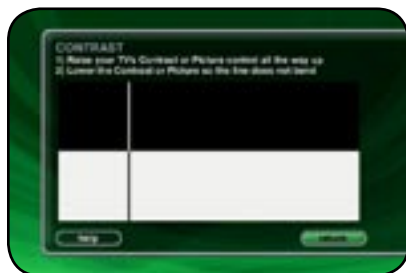 CONTRAST
1) Raise your TV's Contrast or Picture control all the way up
2) Lower the Contrast or Picture so the line does not bend
help